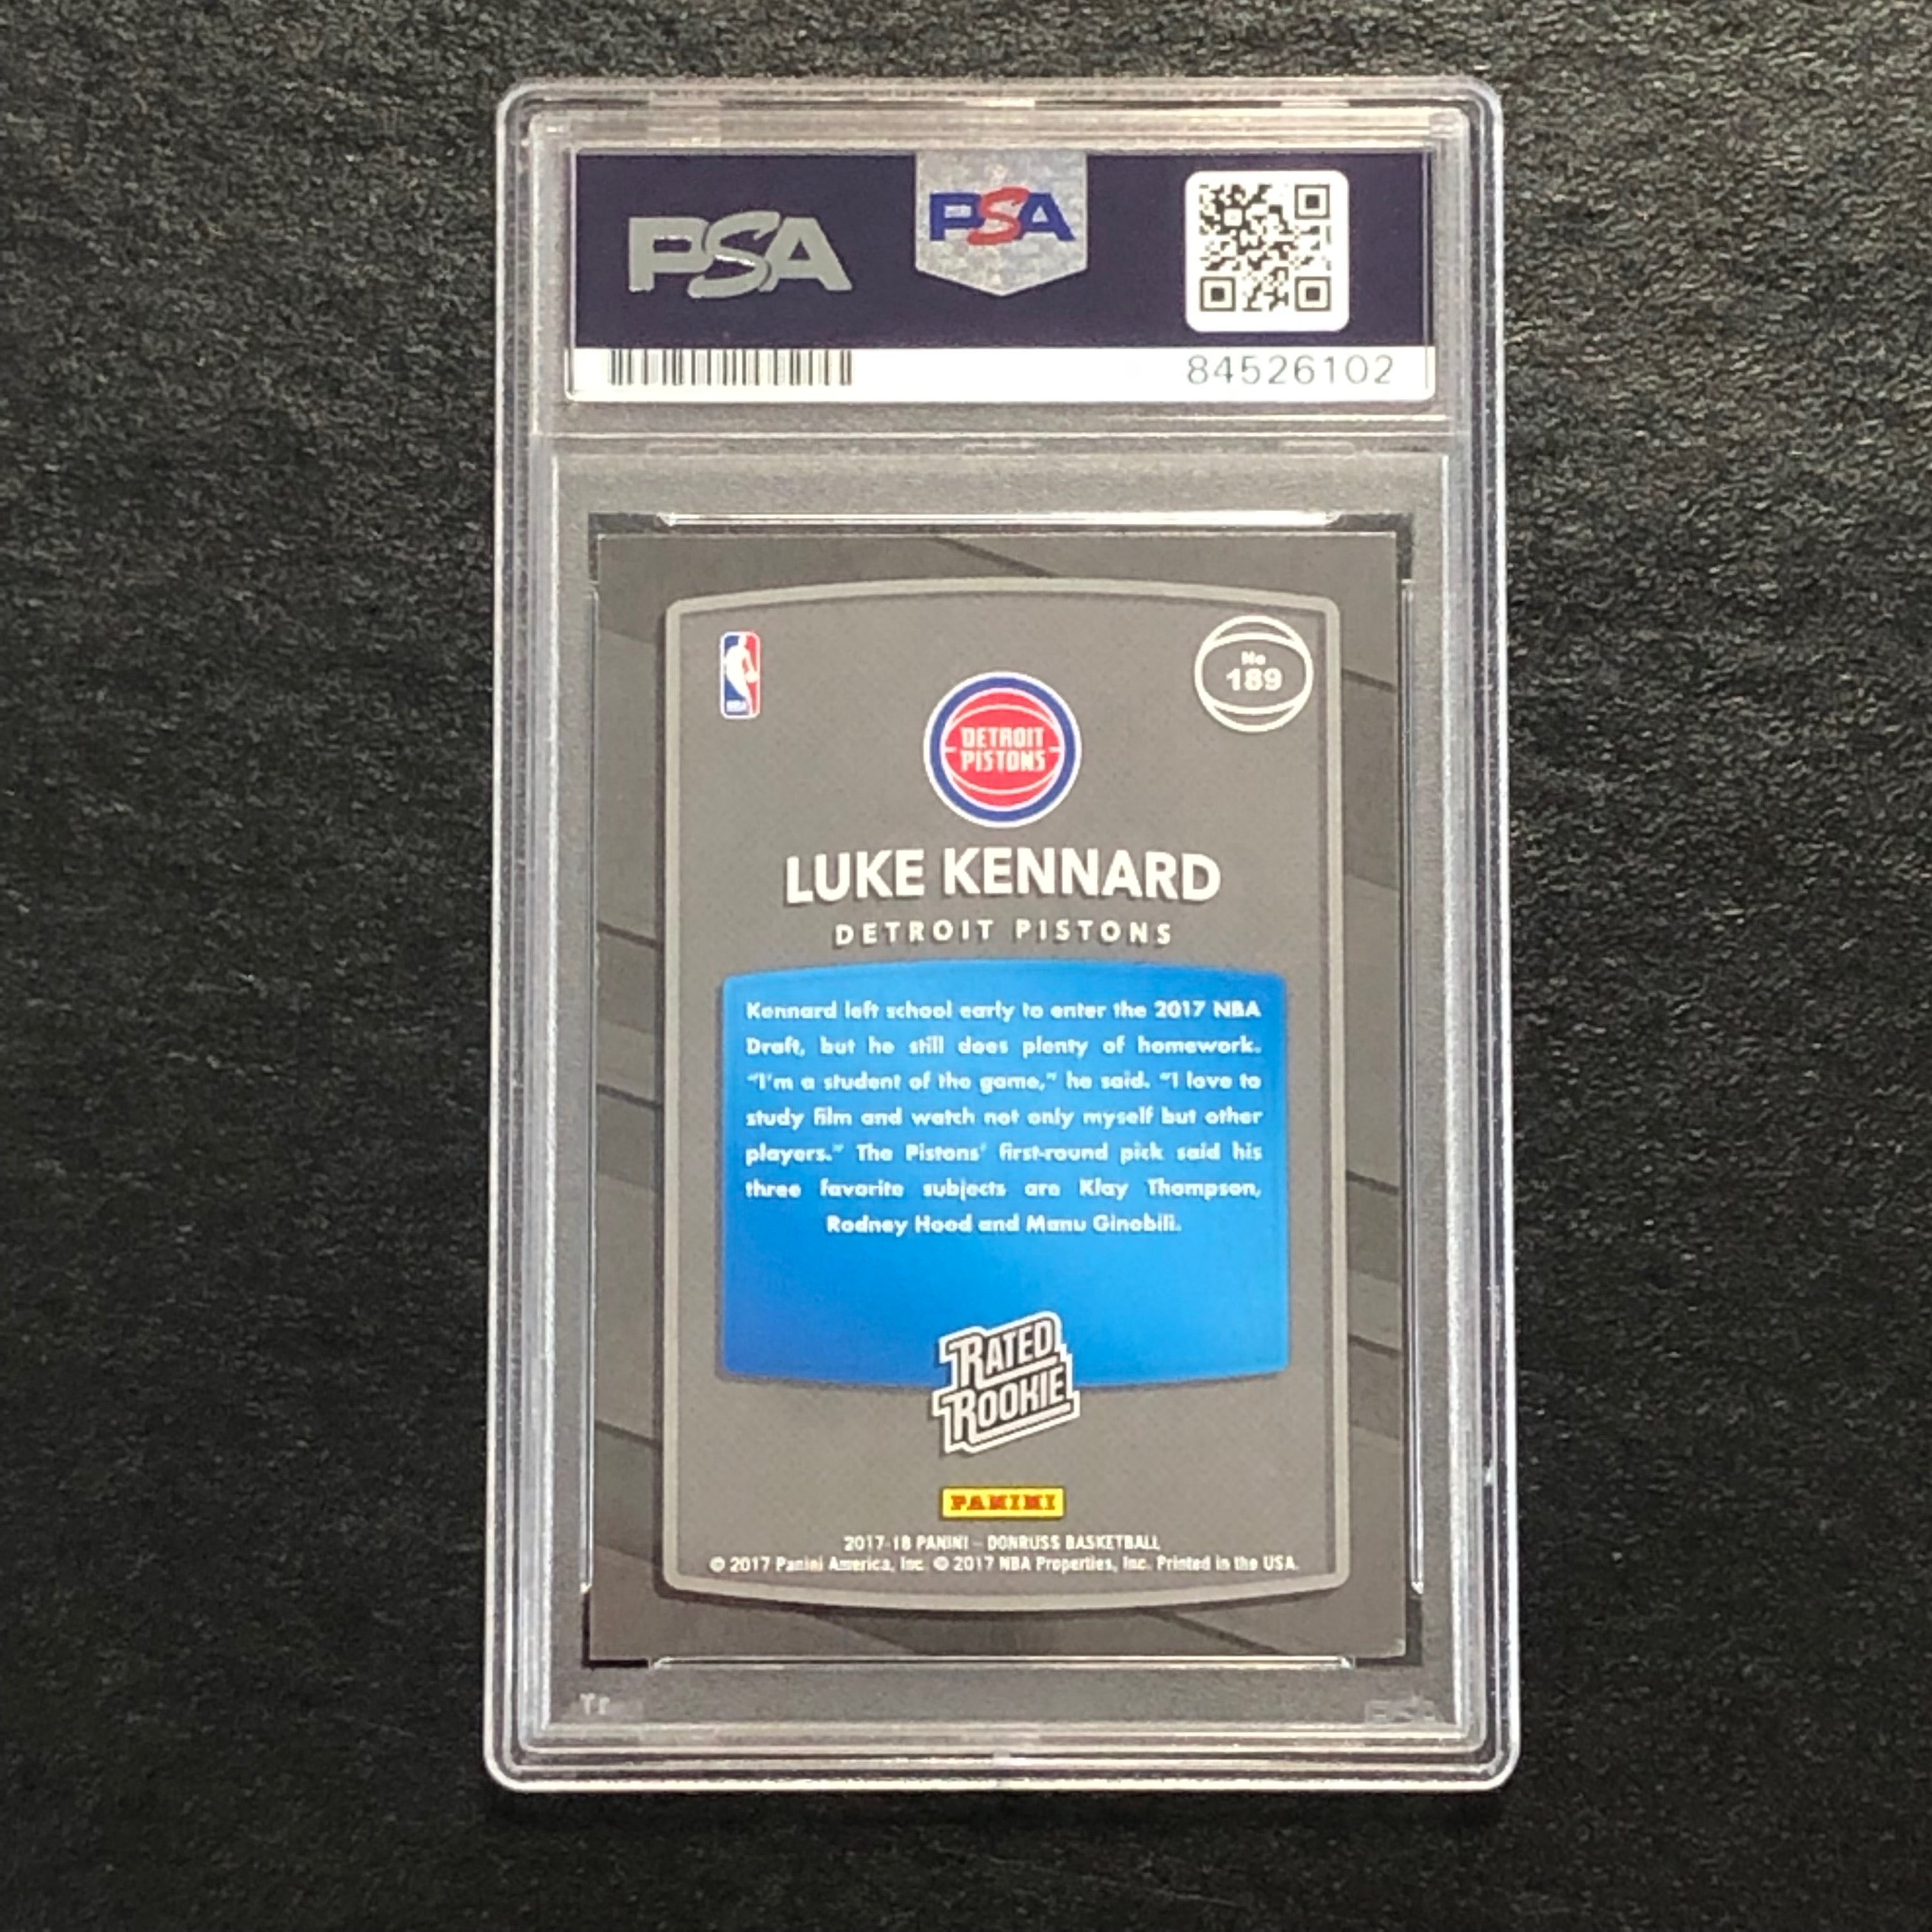 PSA
PSA
84526102
NBA
No
189
DETROIT
PISTONS
LUKE KENNARD
DETROIT PISTONS
Kennard left school early to enter the 2017 NBA
Draft, but he still does plenty of homework.
"I'm a student of the game," he said. "I love to
study film and watch not only myself but other
players." The Pistons' first-round pick said his
three favorite subjects are Klay Thompson,
Rodney Hood and Manu Ginobili.
RATED
ROOKIE
PANINI
2017-18 PANINI – DONRUSS BASKETBALL
© 2017 Panini America, Inc. © 2017 NBA Properties, Inc. Printed in the USA.
PSA